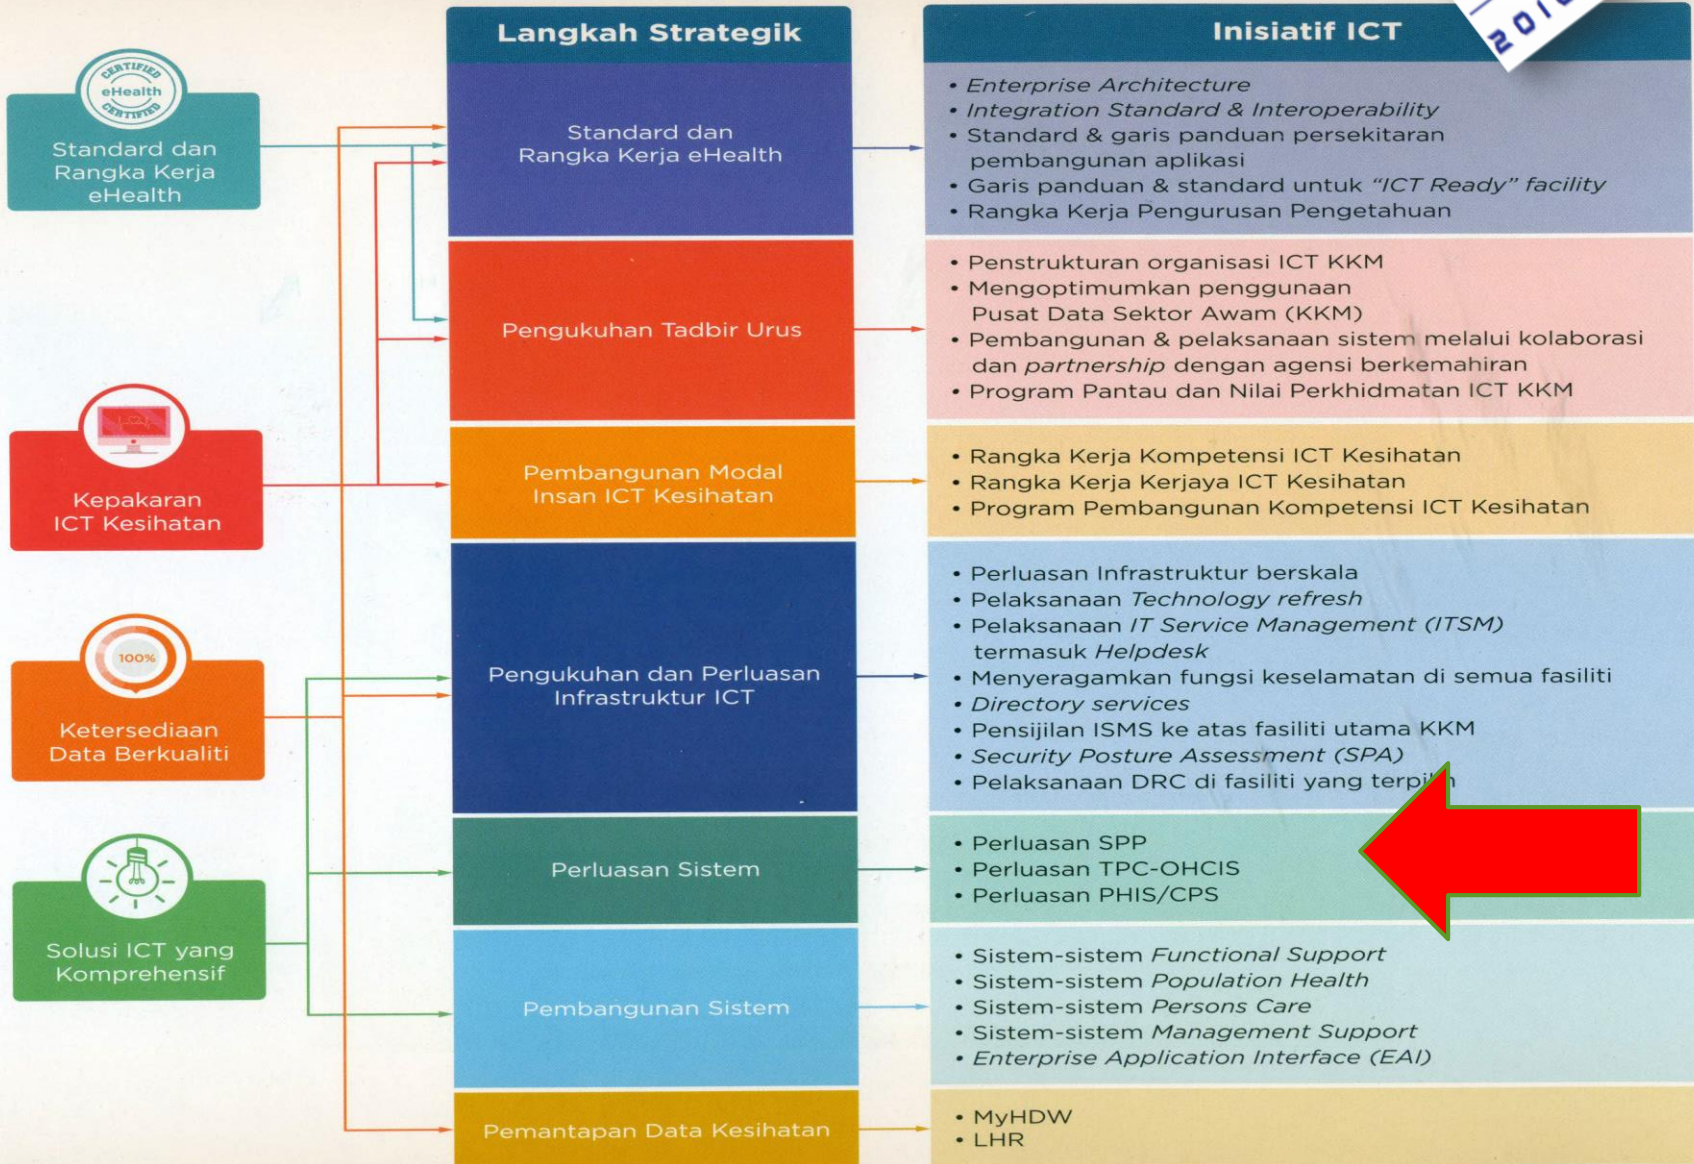 Langkah Strategik
Inisiatif ICT
2016
CERTIFIED
eHealth
CERTIFIED
Standard dan
Rangka Kerja
eHealth
Kepakaran
ICT Kesihatan
100%
Ketersediaan
Data Berkualiti
Solusi ICT yang
Komprehensif
Standard dan
Rangka Kerja eHealth
• Enterprise Architecture
• Integration Standard & Interoperability
• Standard & garis panduan persekitaran
pembangunan aplikasi
• Garis panduan & standard untuk “ICT Ready” facility
• Rangka Kerja Pengurusan Pengetahuan
Pengukuhan Tadbir Urus
• Penstrukturan organisasi ICT KKM
• Mengoptimumkan penggunaan
Pusat Data Sektor Awam (KKM)
• Pembangunan & pelaksanaan sistem melalui kolaborasi
dan partnership dengan agensi berkemahiran
• Program Pantau dan Nilai Perkhidmatan ICT KKM
Pembangunan Modal
Insan ICT Kesihatan
• Rangka Kerja Kompetensi ICT Kesihatan
• Rangka Kerja Kerjaya ICT Kesihatan
• Program Pembangunan Kompetensi ICT Kesihatan
Pengukuhan dan Perluasan
Infrastruktur ICT
• Perluasan Infrastruktur berskala
• Pelaksanaan Technology refresh
• Pelaksanaan IT Service Management (ITSM)
termasuk Helpdesk
• Menyeragamkan fungsi keselamatan di semua fasiliti
• Directory services
• Pensijilan ISMS ke atas fasiliti utama KKM
• Security Posture Assessment (SPA)
• Pelaksanaan DRC di fasiliti yang terpilih
Perluasan Sistem
• Perluasan SPP
• Perluasan TPC-OHCIS
• Perluasan PHIS/CPS
Pembangunan Sistem
• Sistem-sistem Functional Support
• Sistem-sistem Population Health
• Sistem-sistem Persons Care
• Sistem-sistem Management Support
• Enterprise Application Interface (EAI)
Pemantapan Data Kesihatan
• MyHDW
• LHR